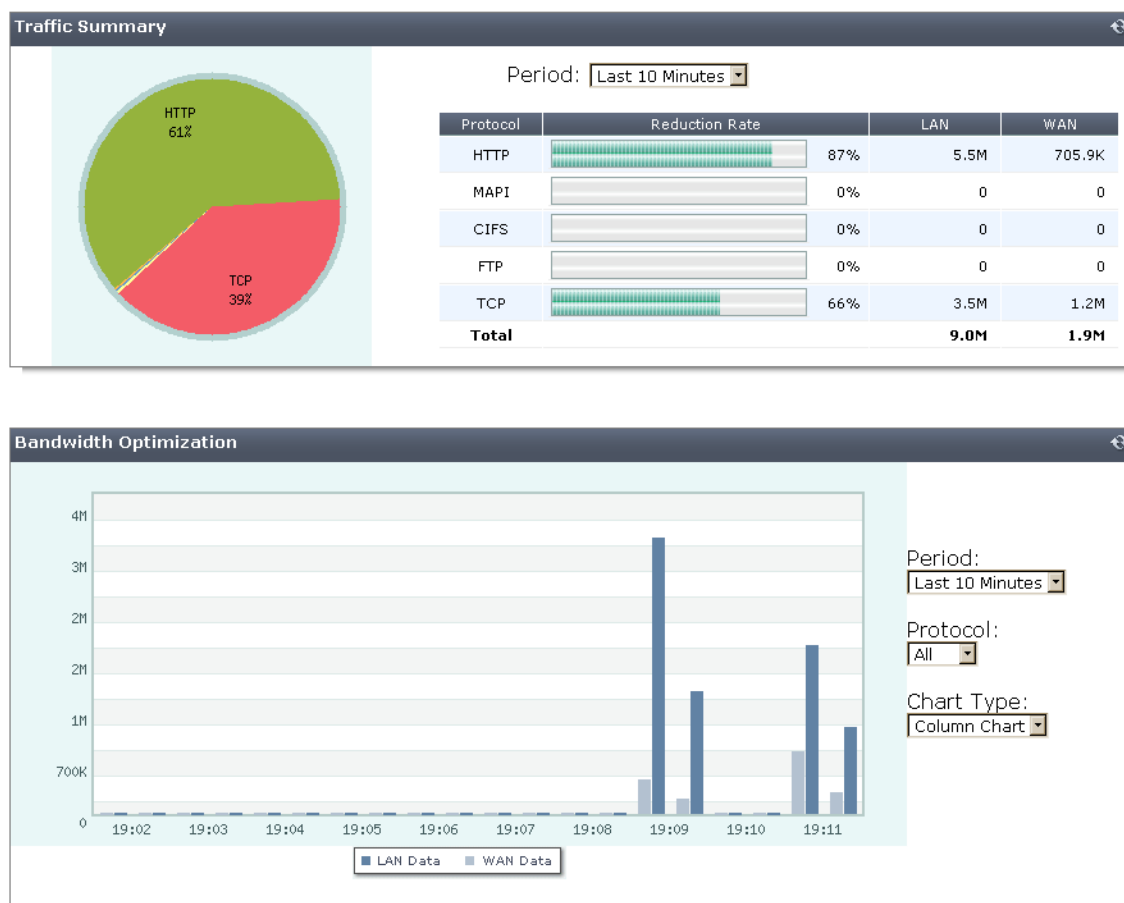 Traffic Summary
HTTP
61%
TCP
39%
Period: Last 10 Minutes
Protocol Reduction Rate LAN WAN
HTTP 87% 5.5M 705.9K
MAPI 0% 0 0
CIFS 0% 0 0
FTP 0% 0 0
TCP 66% 3.5M 1.2M
Total 9.0M 1.9M
Bandwidth Optimization
4M
3M
2M
2M
1M
700K
0
19:02 19:03 19:04 19:05 19:06 19:07 19:08 19:09 19:10 19:11
LAN Data WAN Data
Period:
Last 10 Minutes
Protocol:
All
Chart Type:
Column Chart